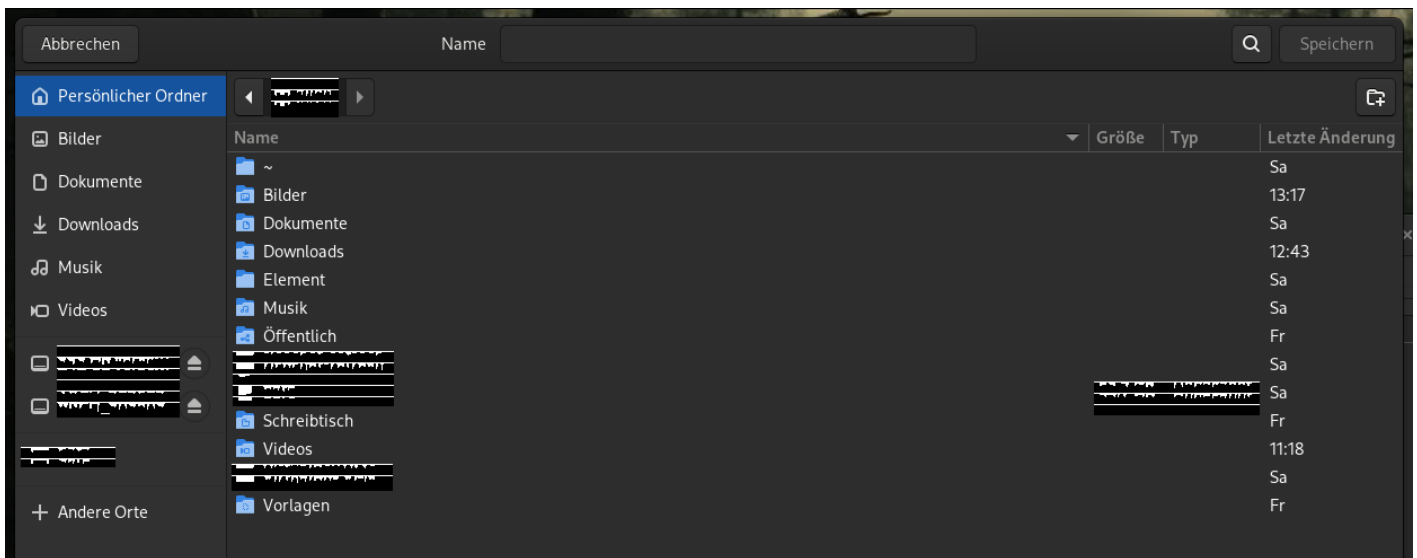 Abbrechen Name Speichern
Persönlicher Ordner
Bilder
Dokumente
Downloads
Musik
Videos
+ Andere Orte
Name Größe Typ Letzte Änderung
~ Sa
Bilder 13:17
Dokumente Sa
Downloads 12:43
Element Sa
Musik Sa
Öffentlich Fr
Sa
Sa
Schreibtisch Fr
Videos 11:18
Sa
Vorlagen Fr